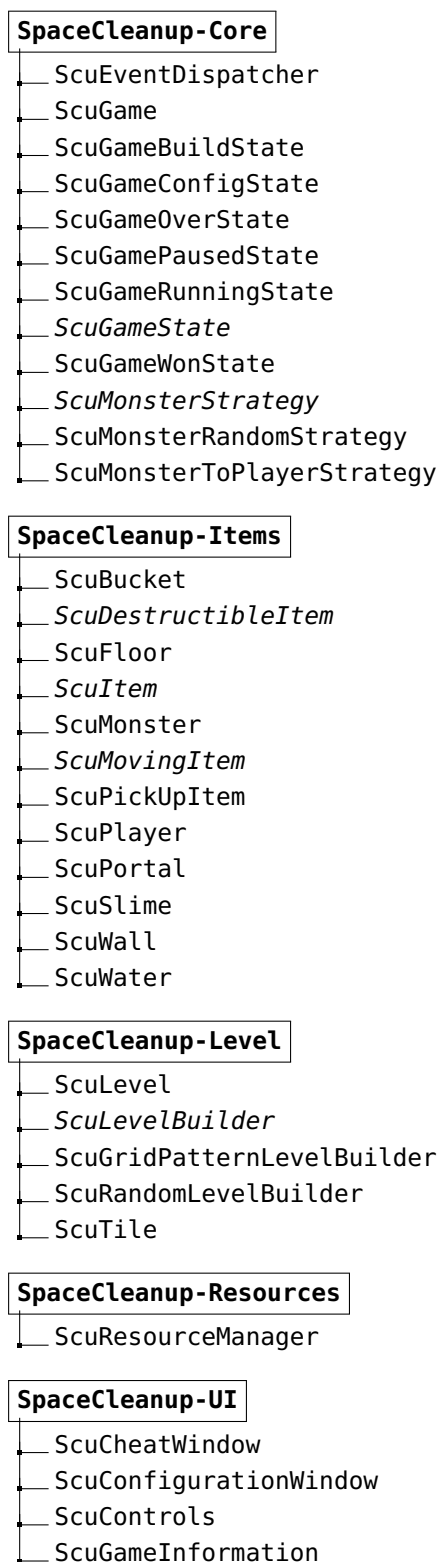 SpaceCleanup-Core
ScuEventDispatcher
ScuGame
ScuGameBuildState
ScuGameConfigState
ScuGameOverState
ScuGamePausedState
ScuGameRunningState
ScuGameState
ScuGameWonState
ScuMonsterStrategy
ScuMonsterRandomStrategy
ScuMonsterToPlayerStrategy
SpaceCleanup-Items
ScuBucket
ScuDestructibleItem
ScuFloor
ScuItem
ScuMonster
ScuMovingItem
ScuPickUpItem
ScuPlayer
ScuPortal
ScuSlime
ScuWall
ScuWater
SpaceCleanup-Level
ScuLevel
ScuLevelBuilder
ScuGridPatternLevelBuilder
ScuRandomLevelBuilder
ScuTile
SpaceCleanup-Resources
ScuResourceManager
SpaceCleanup-UI
ScuCheatWindow
ScuConfigurationWindow
ScuControls
ScuGameInformation